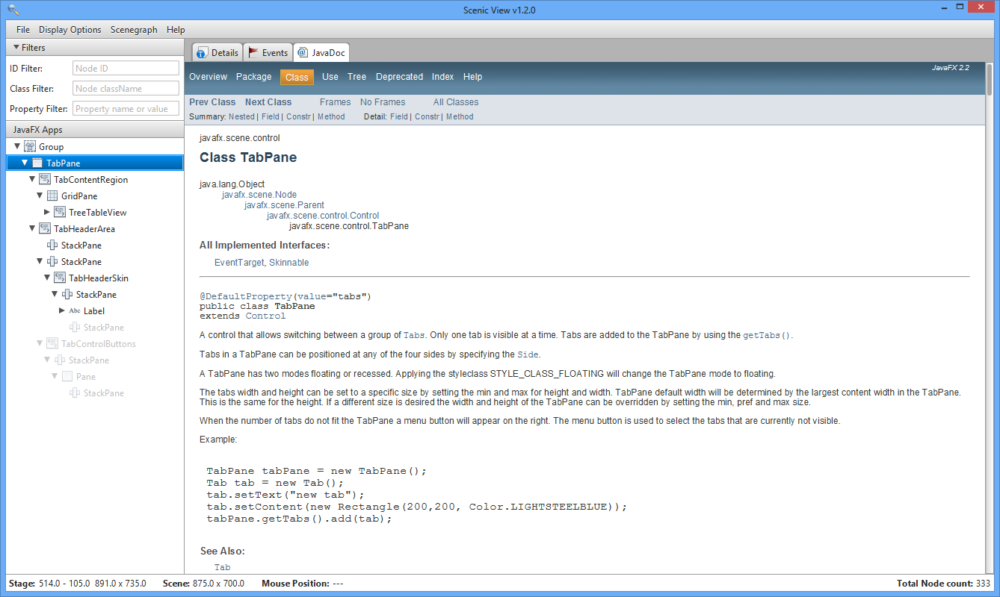 Scenic View v1.2.0
File Display Options Scenegraph Help
Filters
ID Filter: Node ID
Class Filter: Node className
Property Filter: Property name or value
JavaFX Apps
Group
TabPane
TabContentRegion
GridPane
TreeTableView
TabHeaderArea
StackPane
StackPane
TabHeaderSkin
StackPane
Abc Label
StackPane
TabControlButtons
StackPane
Pane
StackPane
Details Events @ JavaDoc
JavaFX 2.2
Overview Package Class Use Tree Deprecated Index Help
Prev Class Next Class Frames No Frames All Classes
Summary: Nested | Field | Constr | Method Detail: Field | Constr | Method
javafx.scene.control
Class TabPane
java.lang.Object
javafx.scene.Node
javafx.scene.Parent
javafx.scene.control.Control
javafx.scene.control.TabPane
All Implemented Interfaces:
EventTarget, Skinnable
@DefaultProperty(value="tabs")
public class TabPane
extends Control
A control that allows switching between a group of Tabs. Only one tab is visible at a time. Tabs are added to the TabPane by using the getTabs().
Tabs in a TabPane can be positioned at any of the four sides by specifying the Side.
A TabPane has two modes floating or recessed. Applying the styleclass STYLE_CLASS_FLOATING will change the TabPane mode to floating.
The tabs width and height can be set to a specific size by setting the min and max for height and width. TabPane default width will be determined by the largest content width in the TabPane.
This is the same for the height. If a different size is desired the width and height of the TabPane can be overridden by setting the min, pref and max size.
When the number of tabs do not fit the TabPane a menu button will appear on the right. The menu button is used to select the tabs that are currently not visible.
Example:
TabPane tabPane = new TabPane();
Tab tab = new Tab();
tab.setText("new tab");
tab.setContent(new Rectangle(200,200, Color.LIGHTSTEELBLUE));
tabPane.getTabs().add(tab);
See Also:
Tab
Stage: 514.0 - 105.0 891.0 x 735.0 Scene: 875.0 x 700.0 Mouse Position: --- Total Node count: 333